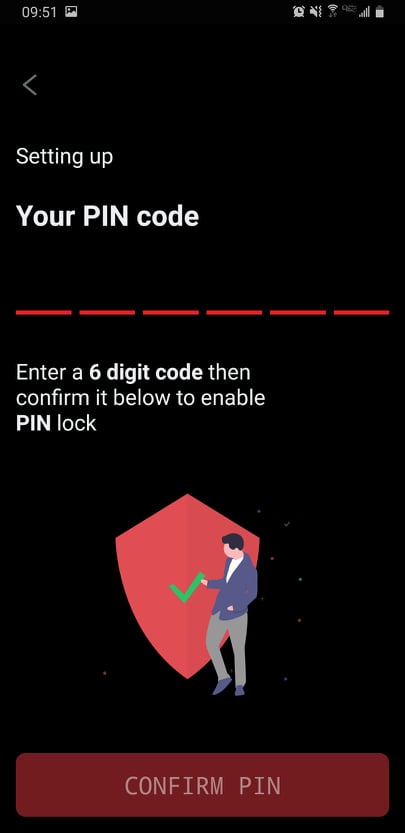 09:51
Setting up
Your PIN code
Enter a 6 digit code then
confirm it below to enable
PIN lock
CONFIRM PIN